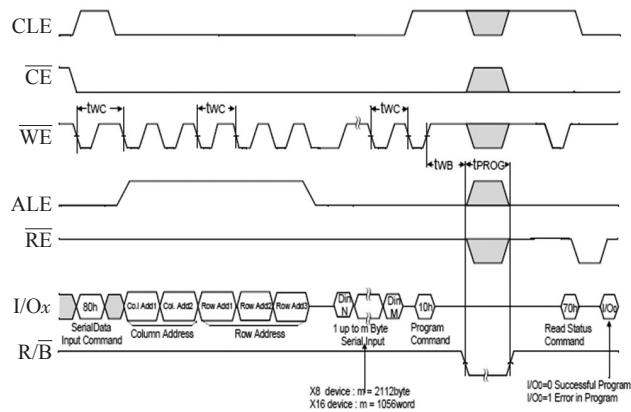 CLE
CE
tWC
tWC
tWC
WE
tWB
tPROG
ALE
RE
I/Ox
80h
Co.l Add1
Col. Add2
Row Add1
Row Add2
Row Add3
Din N
Din M
10h
70h
I/O0
SerialData Input Command
Column Address
Row Address
1 up to m Byte Serial Input
Program Command
Read Status Command
R/B
X8 device : m = 2112byte
X16 device : m = 1056word
I/O0=0 Successful Program
I/O0=1 Error in Program